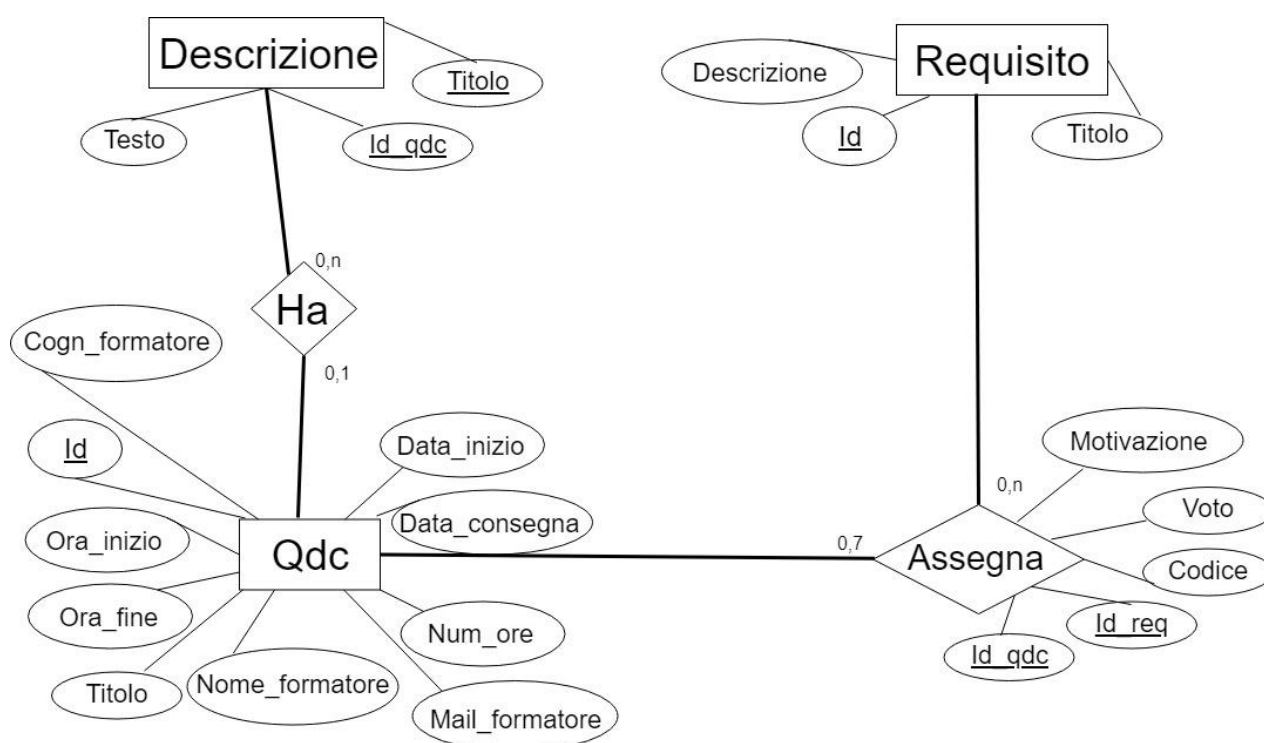 Descrizione
Titolo
Testo
Id_qdc
Requisito
Descrizione
Id
Titolo
0,n
Ha
0,1
Cogn_formatore
Id
Ora_inizio
Ora_fine
Titolo
Nome_formatore
Mail_formatore
Num_ore
Data_consegna
Data_inizio
Qdc
0,7
0,n
Assegna
Motivazione
Voto
Codice
Id_req
Id_qdc